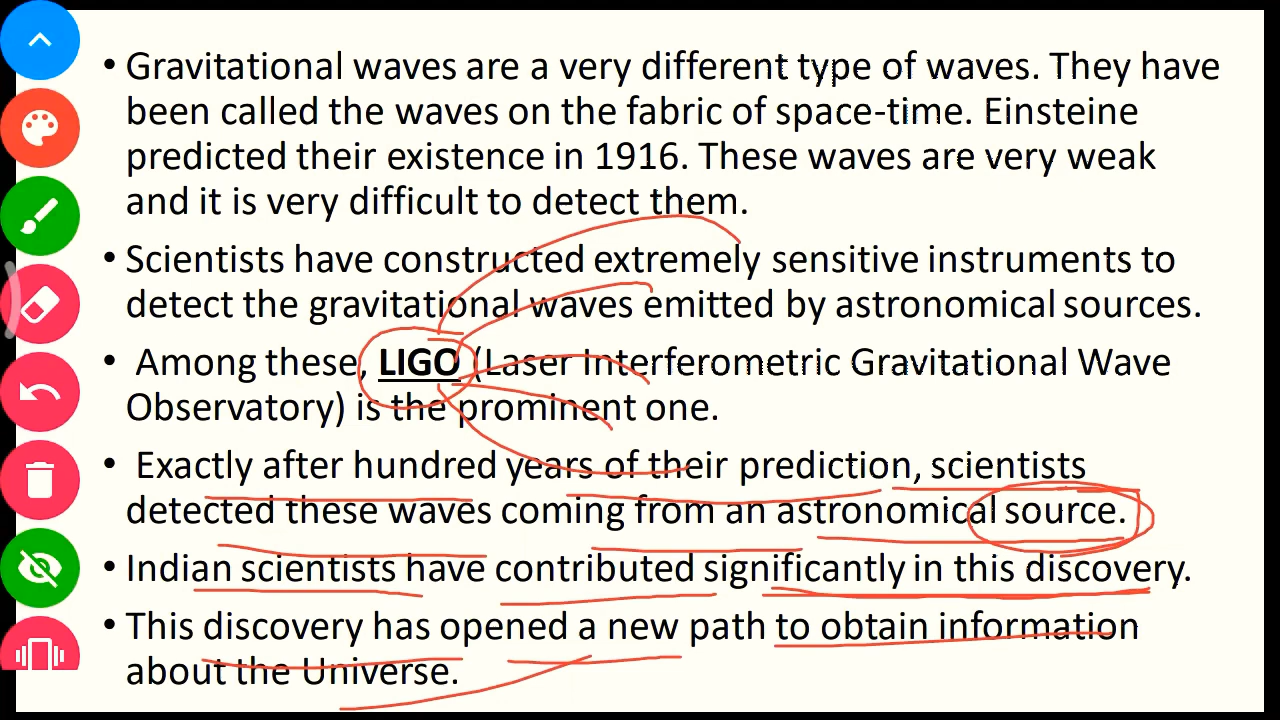 • Gravitational waves are a very different type of waves. They have
been called the waves on the fabric of space-time. Einsteine
predicted their existence in 1916. These waves are very weak
and it is very difficult to detect them.
• Scientists have constructed extremely sensitive instruments to
detect the gravitational waves emitted by astronomical sources.
• Among these, LIGO (Laser Interferometric Gravitational Wave
Observatory) is the prominent one.
• Exactly after hundred years of their prediction, scientists
detected these waves coming from an astronomical source.
• Indian scientists have contributed significantly in this discovery.
• This discovery has opened a new path to obtain information
about the Universe.